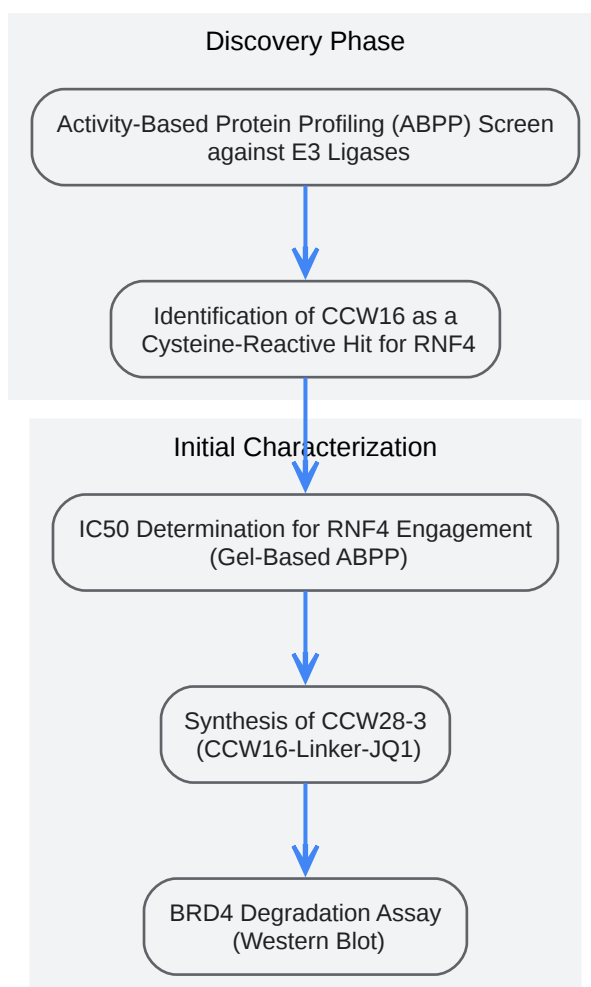 Discovery Phase
Activity-Based Protein Profiling (ABPP) Screen
against E3 Ligases
Identification of CCW16 as a
Cysteine-Reactive Hit for RNF4
Initial Characterization
IC50 Determination for RNF4 Engagement
(Gel-Based ABPP)
Synthesis of CCW28-3
(CCW16-Linker-JQ1)
BRD4 Degradation Assay
(Western Blot)